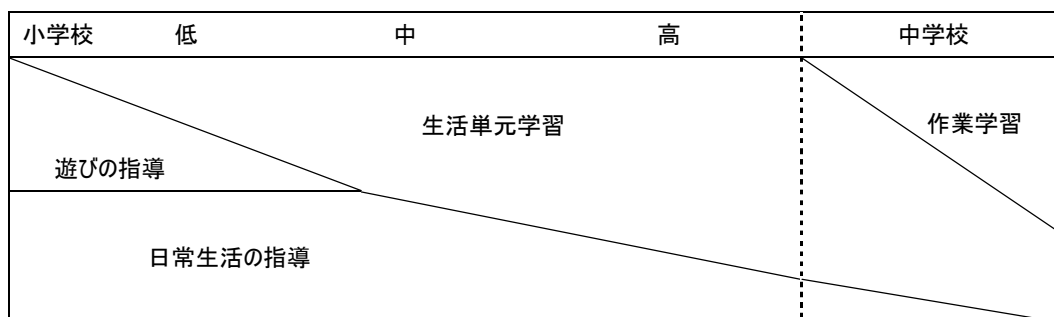 小学校 低 中 高 中学校
生活単元学習
作業学習
遊びの指導
日常生活の指導